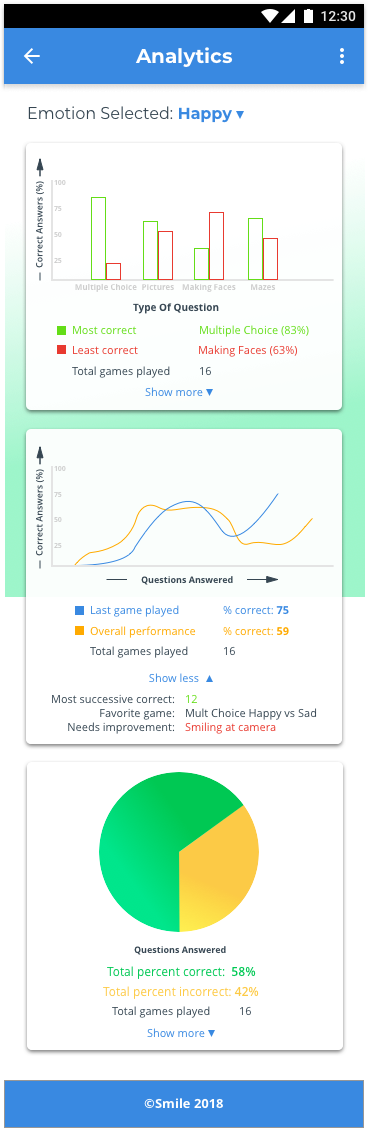 12:30
Analytics
Emotion Selected: Happy ▾
Correct Answers (%)
100
75
50
25
Multiple Choice Pictures Making Faces Mazes
Type Of Question
Most correct Multiple Choice (83%)
Least correct Making Faces (63%)
Total games played 16
Show more ▼
Correct Answers (%)
100
75
50
25
Questions Answered
Last game played % correct: 75
Overall performance % correct: 59
Total games played 16
Show less ▲
Most successive correct: 12
Favorite game: Mult Choice Happy vs Sad
Needs improvement: Smiling at camera
Questions Answered
Total percent correct: 58%
Total percent incorrect: 42%
Total games played 16
Show more ▼
©Smile 2018